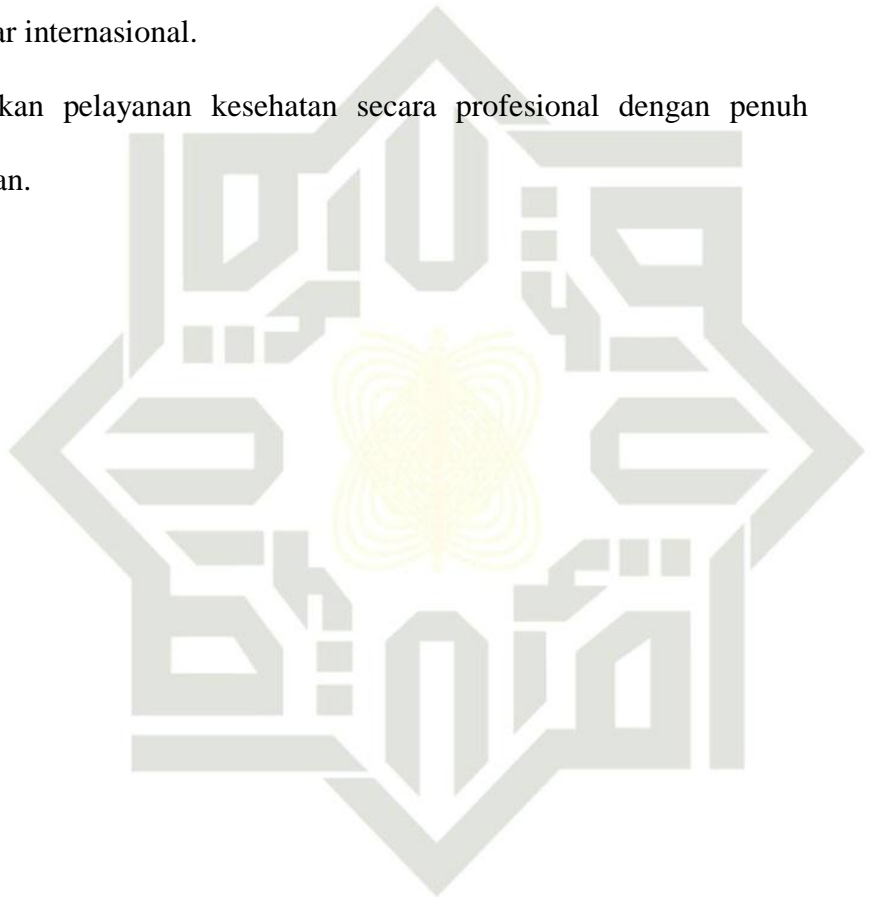 ar internasional.
kan pelayanan kesehatan secara profesional dengan penuh
an.